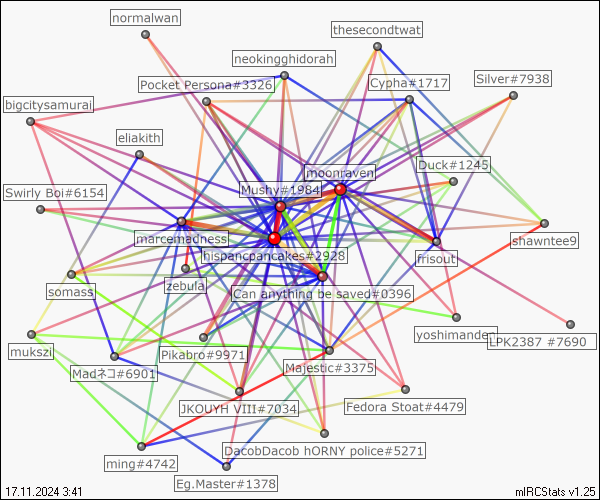 normalwan
thesecondtwat
neokingghidorah
Pocket Persona#3326
Cypha#1717
Silver#7938
bigcitysamurai
eliakith
moonraven
Duck#1245
Mushy#1984
Swirly Boi#6154
marcemadness
shawntee9
hispancpancakes#2928
frisout
zebula
somass
Can anything be saved#0396
yoshimander
LPK2387 #7690
mukszi
Pikabro#9971
Majestic#3375
Madネコ#6901
JKOUYH VIII#7034
Fedora Stoat#4479
DacobDacob hORNY police#5271
ming#4742
Eg.Master#1378
17.11.2024 3:41
mIRCStats v1.25